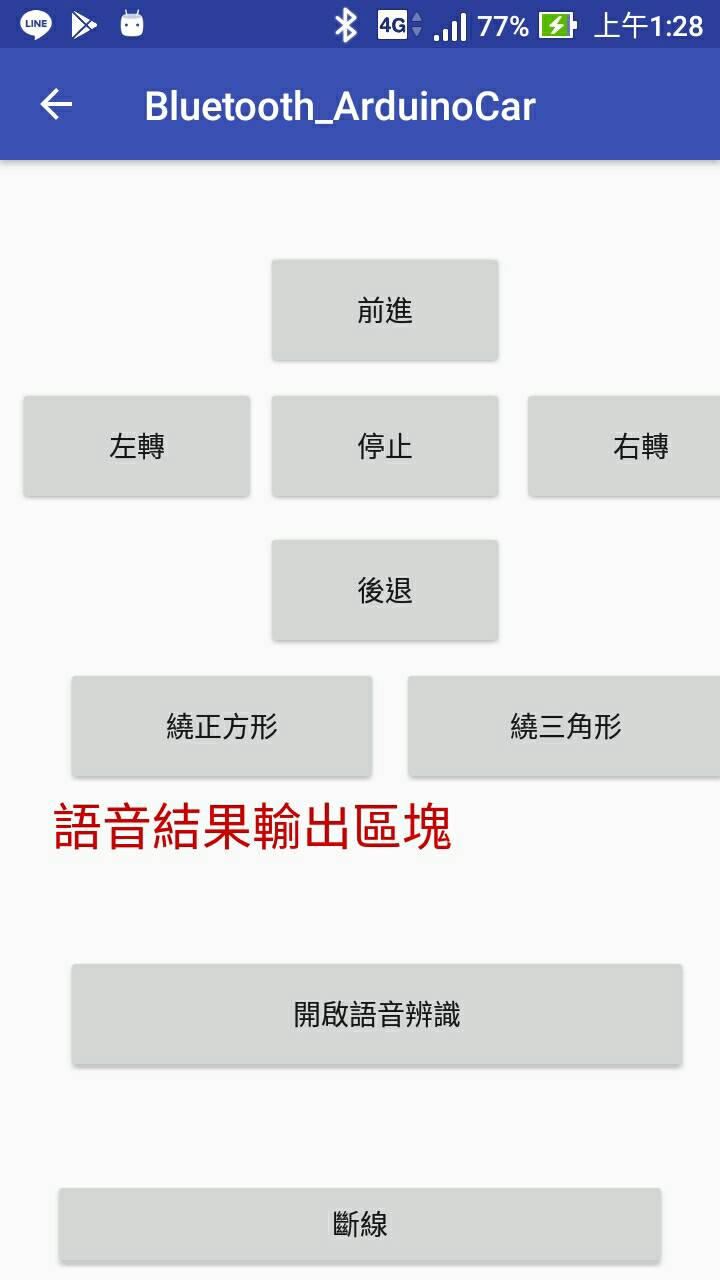 LINE 4G 77% 上午1:28
Bluetooth_ArduinoCar
前進
左轉 停止 右轉
後退
繞正方形 繞三角形
語音結果輸出區塊
開啟語音辨識
斷線